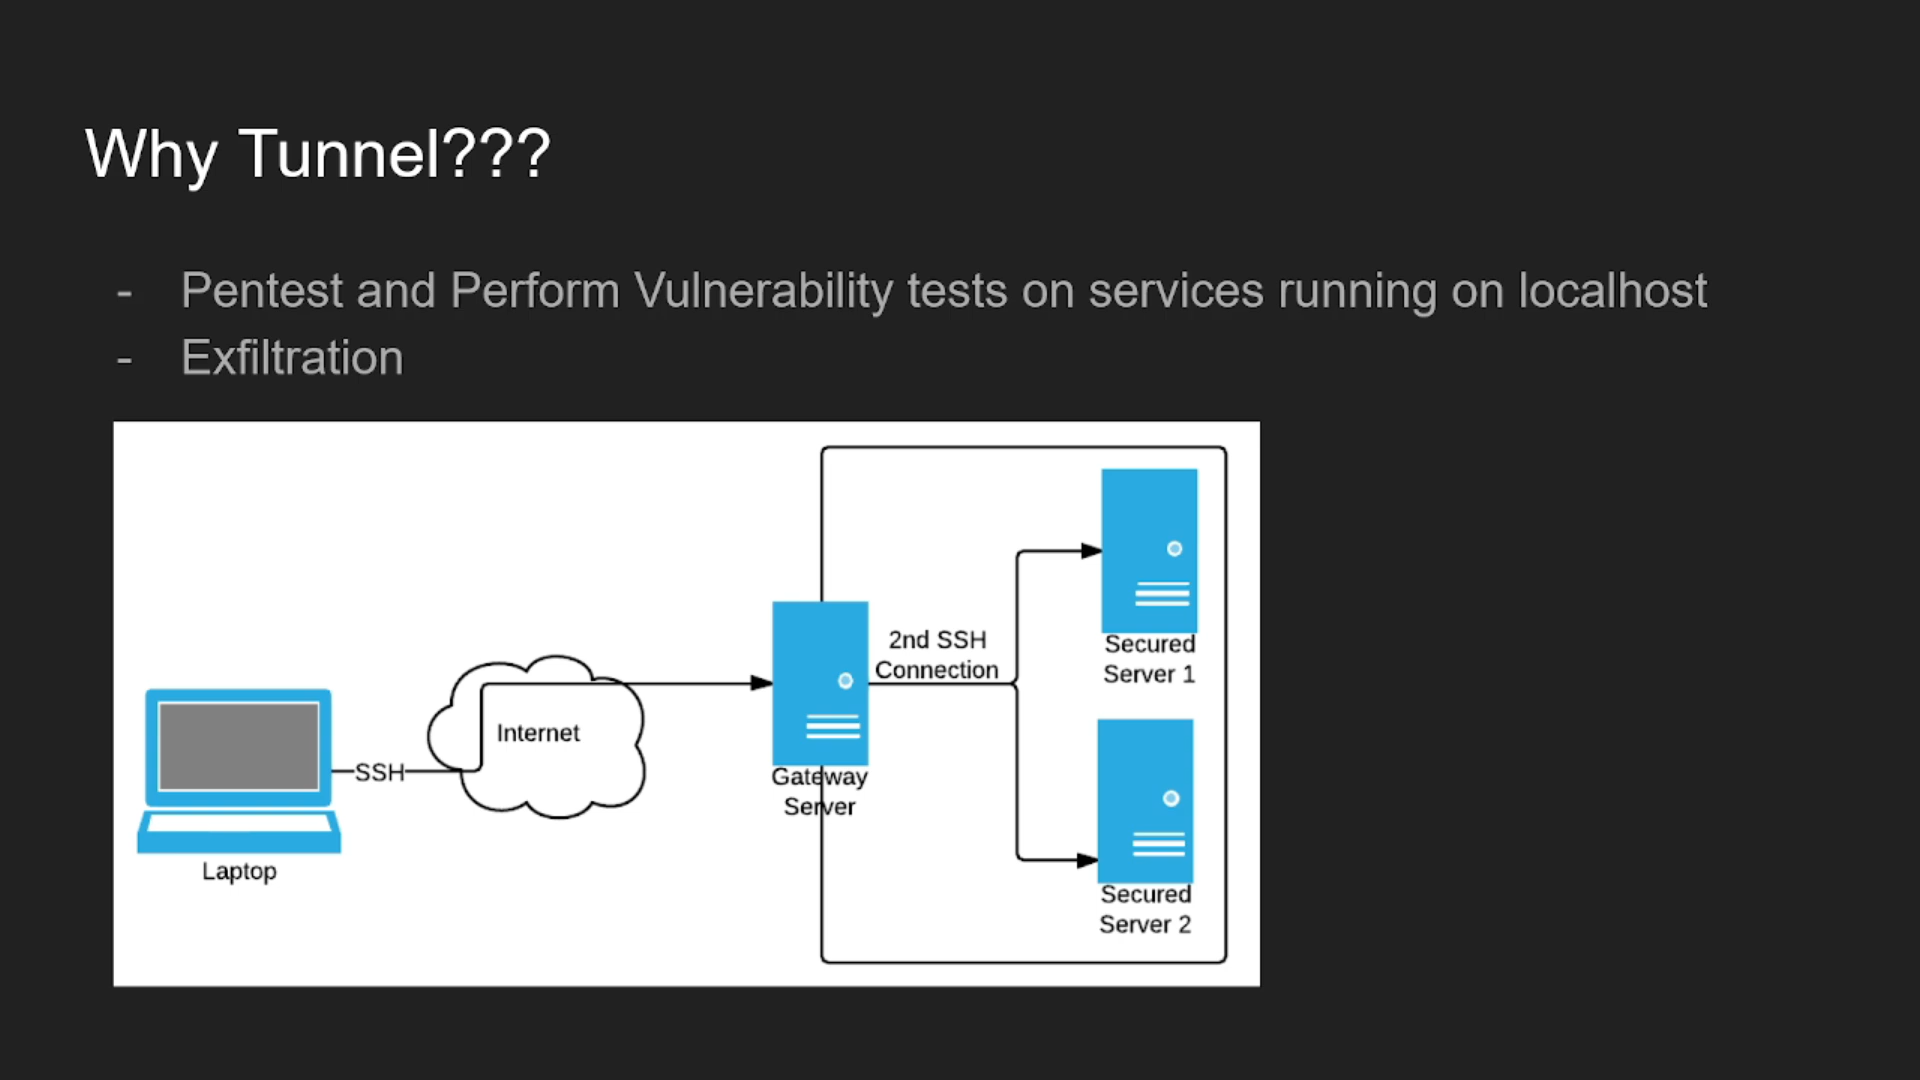 Why Tunnel???
- Pentest and Perform Vulnerability tests on services running on localhost
- Exfiltration
2nd SSH
Connection
Secured
Server 1
Internet
SSH
Gateway
Server
Laptop
Secured
Server 2